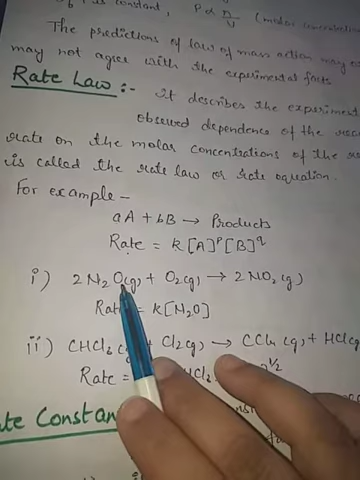 is constant, P ∝ n/V (molar concentration
The predictions of law of mass action may
may not agree with the experimental facts
Rate Law :-
It describes the experiment
observed dependence of the
rate on the molar concentrations of the
is called the rate law or rate equation.
For example -
aA + bB → Products
Rate = k[A]^p[B]^q
i) 2N₂O(g) + O₂(g) → 2NO₂(g)
Rate = k[N₂O]
ii) CHCl₃(g) + Cl₂(g) → CCl₄(g) + HCl(g)
Rate =